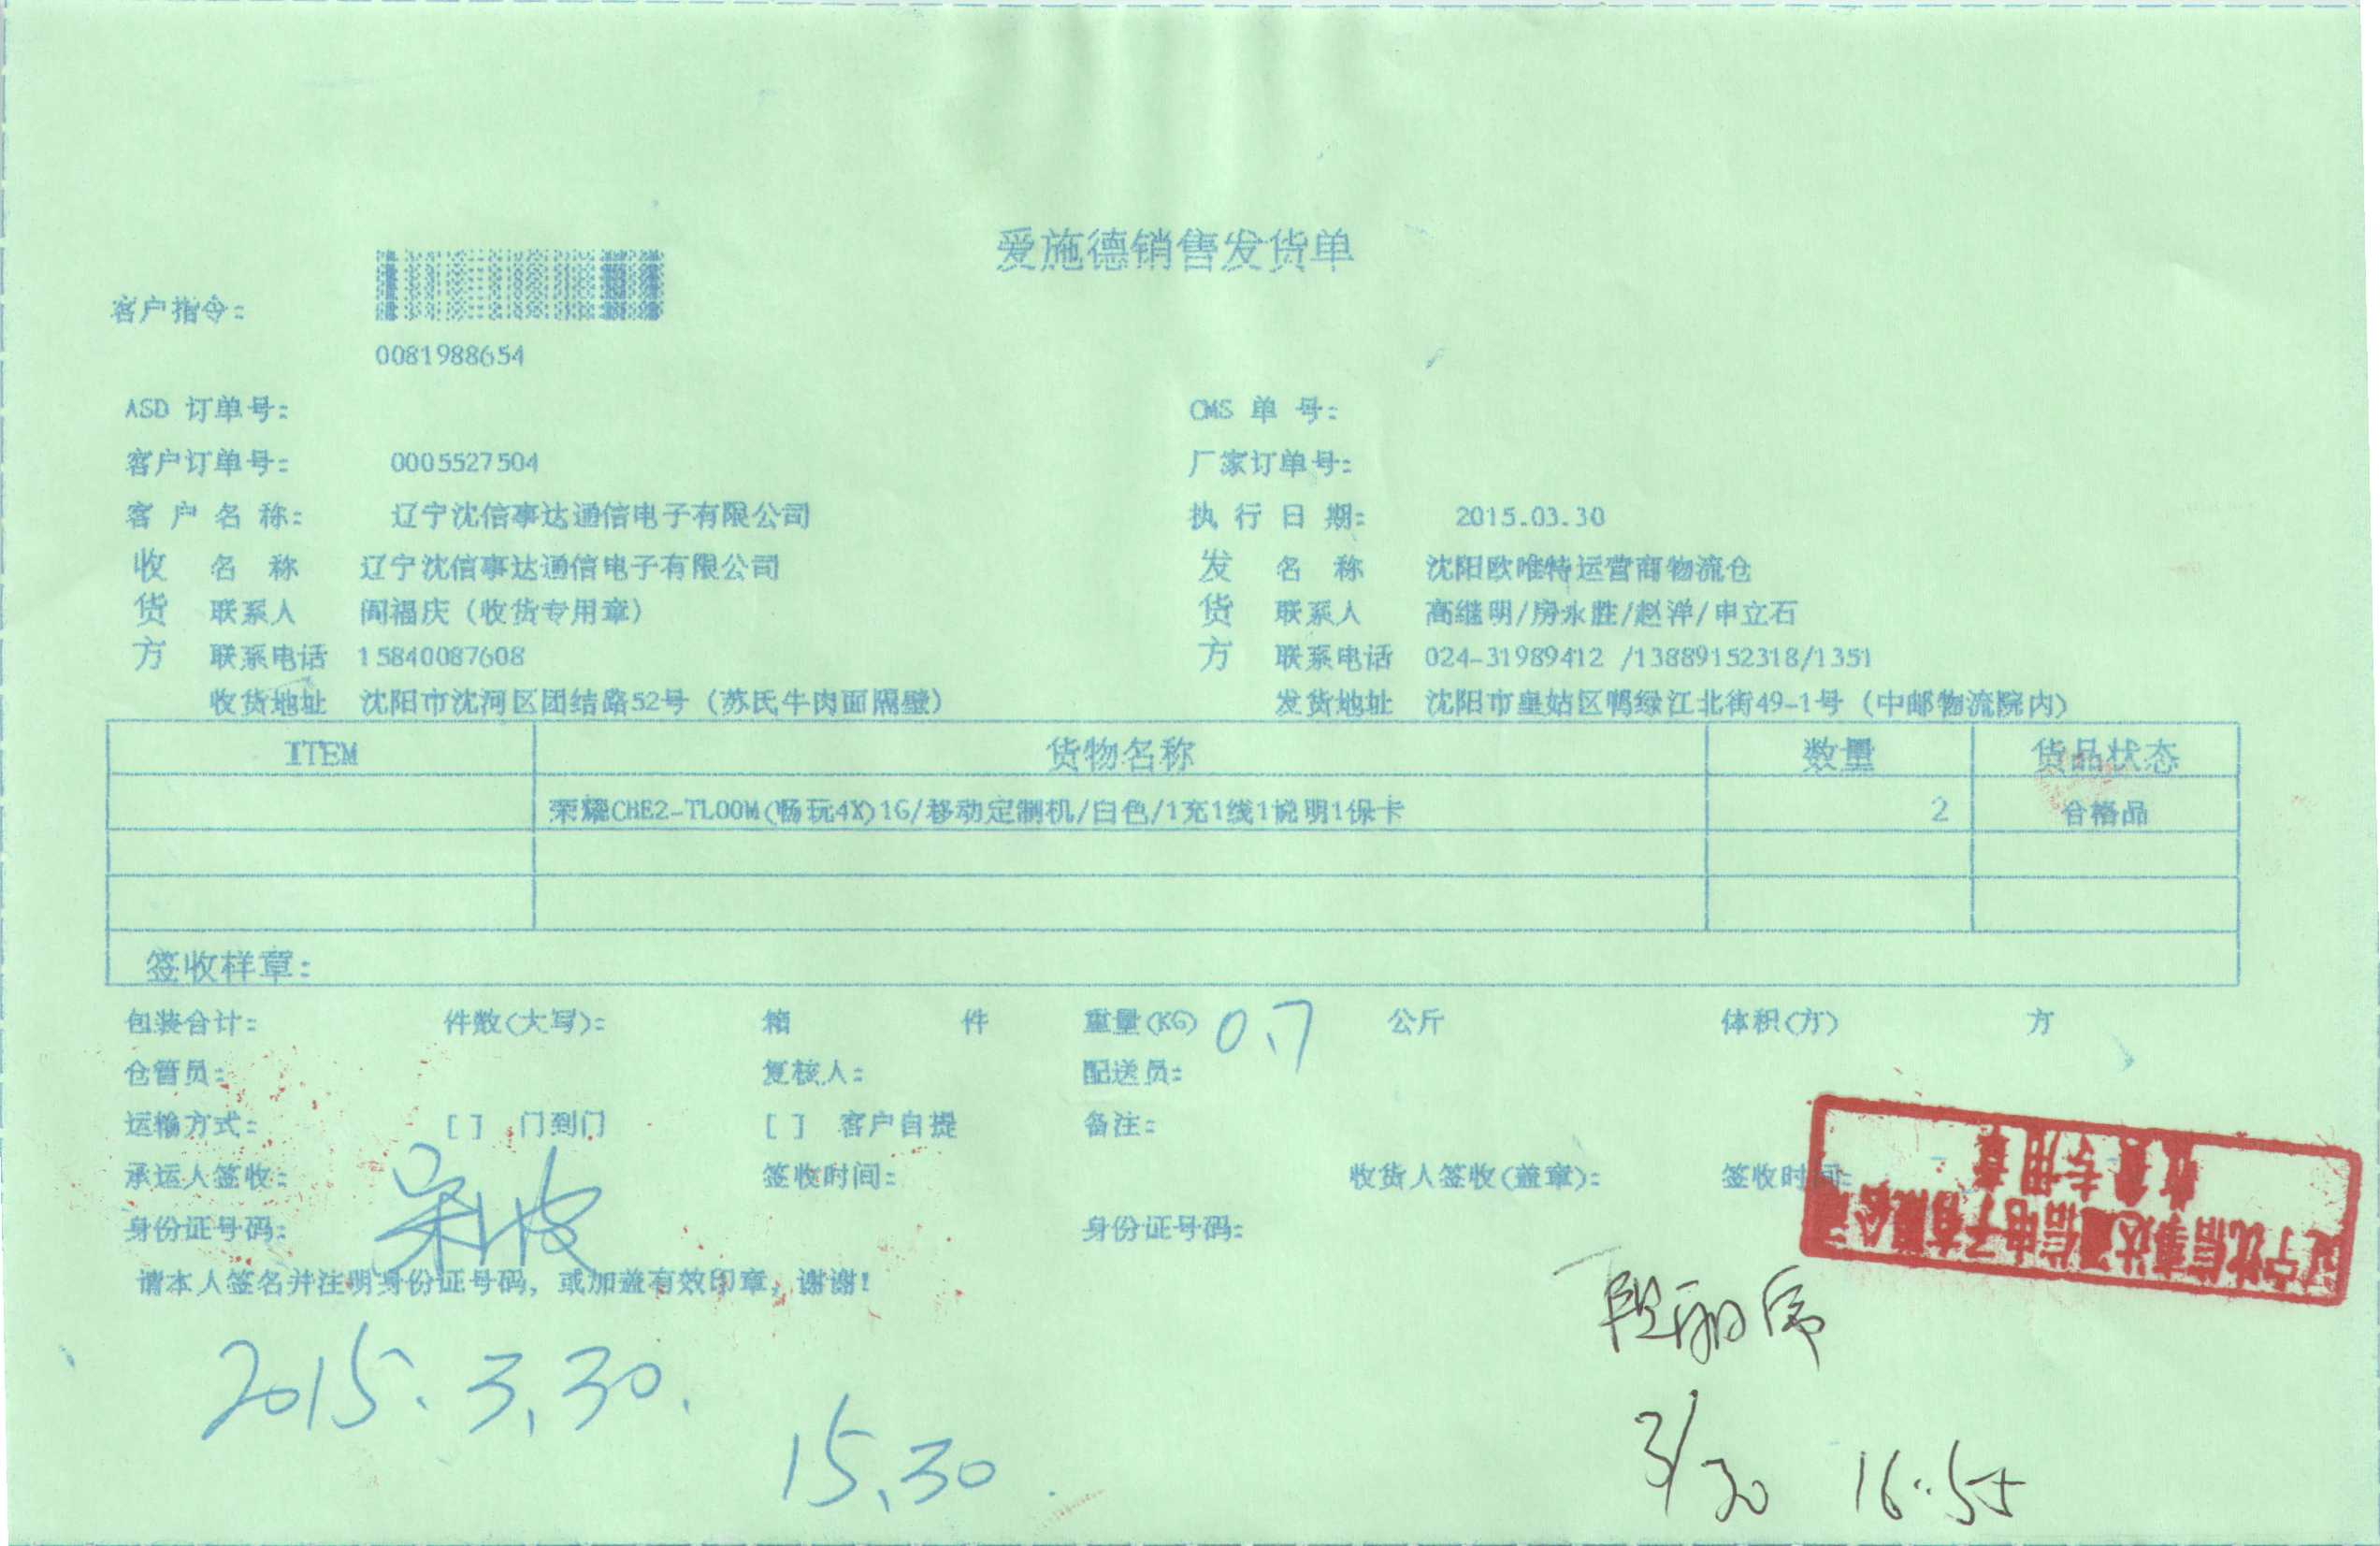 爱施德销售发货单
客户指令:
0081988654
ASD 订单号: CMS 单 号:
客户订单号: 0005527504 厂家订单号:
客 户 名 称: 辽宁沈信事达通信电子有限公司 执 行 日 期: 2015.03.30
收 名 称 辽宁沈信事达通信电子有限公司 发 名 称 沈阳欧唯特运营商物流仓
货 联系人 阎福庆 (收货专用章) 货 联系人 高继明/房永胜/赵洋/申立石
方 联系电话 15840087608 方 联系电话 024-31989412 /13889152318/1351
收货地址 沈阳市沈河区团结路52号 (苏氏牛肉面隔壁) 发货地址 沈阳市皇姑区鸭绿江北街49-1号 (中邮物流院内)
ITEM 货物名称 数量 货品状态
荣耀CHE2-TL00M(畅玩4X)1G/移动定制机/白色/1充1线1说明1保卡 2 合格品
签收样章:
包装合计: 件数(大写): 箱 件 重量(KG) 0.7 公斤 体积(方) 方
仓管员: 复核人: 配送员:
运输方式: [ ] 门到门 [ ] 客户自提 备注:
承运人签收: 签收时间: 收货人签收(盖章): 签收时间:
身份证号码: 身份证号码:
请本人签名并注明身份证号码, 或加盖有效印章, 谢谢!
辽宁沈信事达通信电子有限公司
收货专用章
2015.3.30.
15.30
3/30 16:55